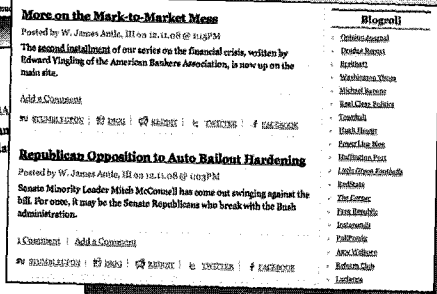 More on the Mark-to-Market Mess
Posted by W. James Antle, III on 12.11.08 @ 1:15PM
The second installment of our series on the financial crisis, written by
Edward Yingling of the American Bankers Association, is now up on the
main site.
Add a Comment
STUMBLEUPON | DIGG | REDDIT | TWITTER | FACEBOOK
Republican Opposition to Auto Bailout Hardening
Posted by W. James Antle, III on 12.11.08 @ 1:03PM
Senate Minority Leader Mitch McConnell has come out swinging against the
bill. For once, it may be the Senate Republicans who break with the Bush
administration.
1 Comment | Add a Comment
STUMBLEUPON | DIGG | REDDIT | TWITTER | FACEBOOK
Blogroll
Opinion Journal
Drudge Report
Breitbart
Washington Times
Michael Barone
Real Clear Politics
Townhall
Hugh Hewitt
Power Line Blog
Huffington Post
Little Green Footballs
RedState
The Corner
Free Republic
Instapundit
PoliPundit
Reform Club
Lucianne